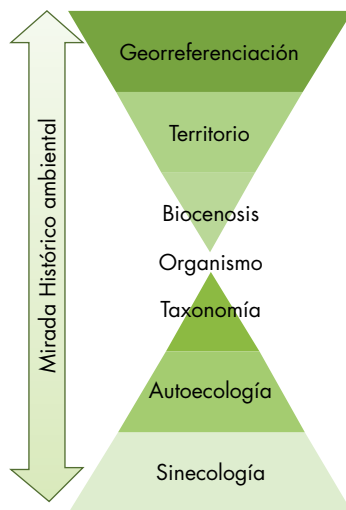 Mirada Histórico ambiental
Georreferenciación
Territorio
Biocenosis
Organismo
Taxonomía
Autoecología
Sinecología